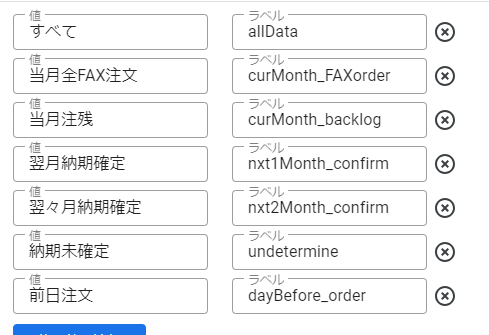 値 ラベル
すべて allData
値 ラベル
当月全FAX注文 curMonth_FAXorder
値 ラベル
当月注残 curMonth_backlog
値 ラベル
翌月納期確定 nxt1Month_confirm
値 ラベル
翌々月納期確定 nxt2Month_confirm
値 ラベル
納期未確定 undetermine
値 ラベル
前日注文 dayBefore_order